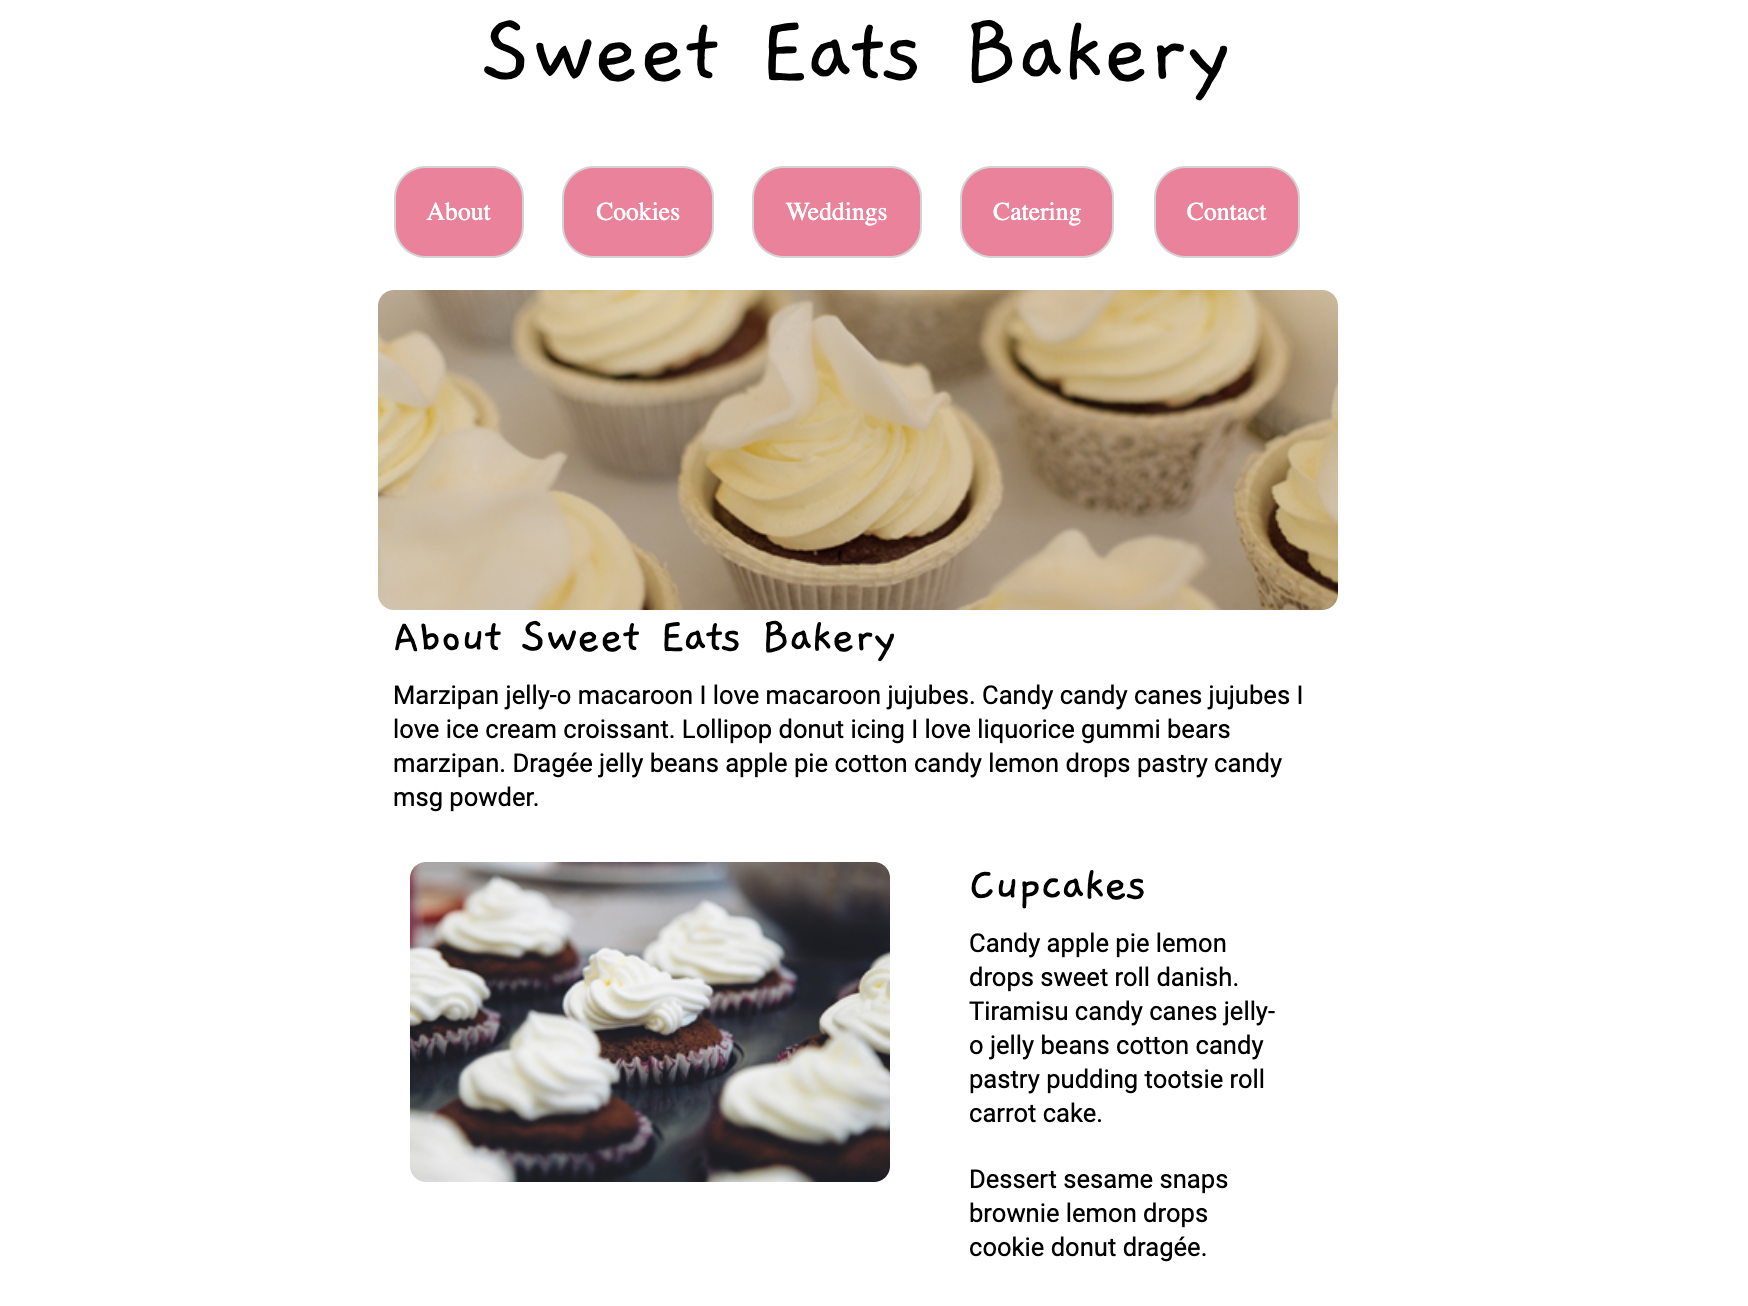 Sweet Eats Bakery
About Cookies Weddings Catering Contact
About Sweet Eats Bakery
Marzipan jelly-o macaroon I love macaroon jujubes. Candy candy canes jujubes I
love ice cream croissant. Lollipop donut icing I love liquorice gummi bears
marzipan. Dragée jelly beans apple pie cotton candy lemon drops pastry candy
msg powder.
Cupcakes
Candy apple pie lemon
drops sweet roll danish.
Tiramisu candy canes jelly-
o jelly beans cotton candy
pastry pudding tootsie roll
carrot cake.
Dessert sesame snaps
brownie lemon drops
cookie donut dragée.